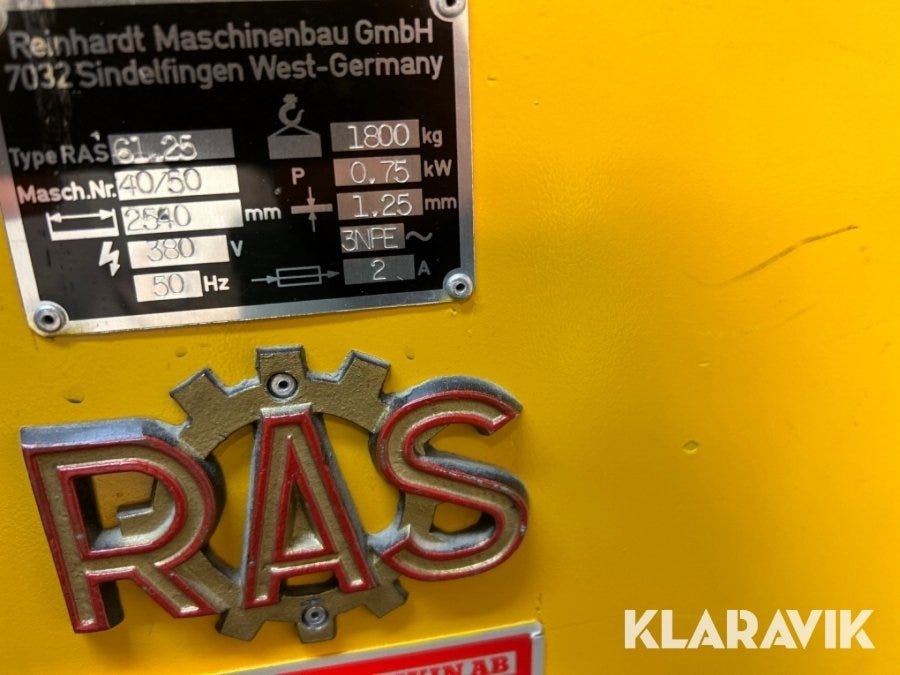 Reinhardt Maschinenbau GmbH
7032 Sindelfingen West-Germany
Type RAS 61.25
1800 kg
Masch.Nr. 40/50
P 0,75 kW
2540 mm
1.25 mm
380 V
3NPE ~
50 Hz
2 A
RAS
KLARAVIK
AB